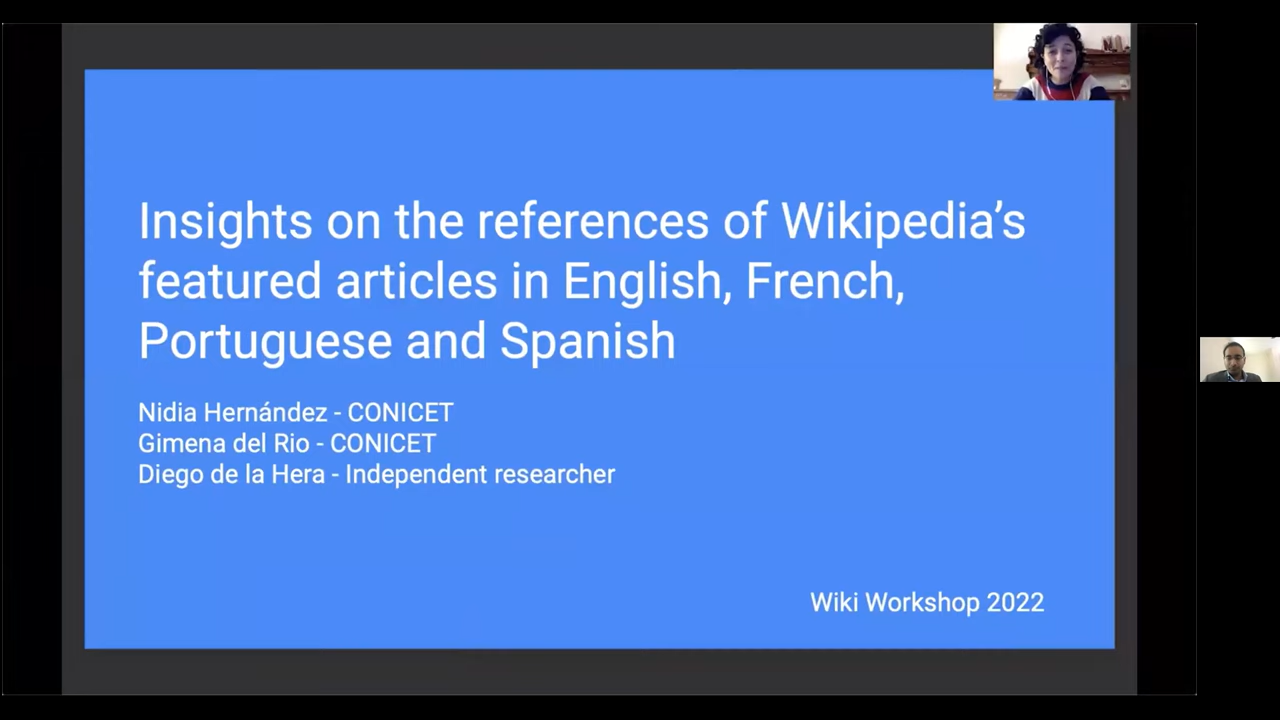 Insights on the references of Wikipedia’s
featured articles in English, French,
Portuguese and Spanish
Nidia Hernández - CONICET
Gimena del Rio - CONICET
Diego de la Hera - Independent researcher
Wiki Workshop 2022